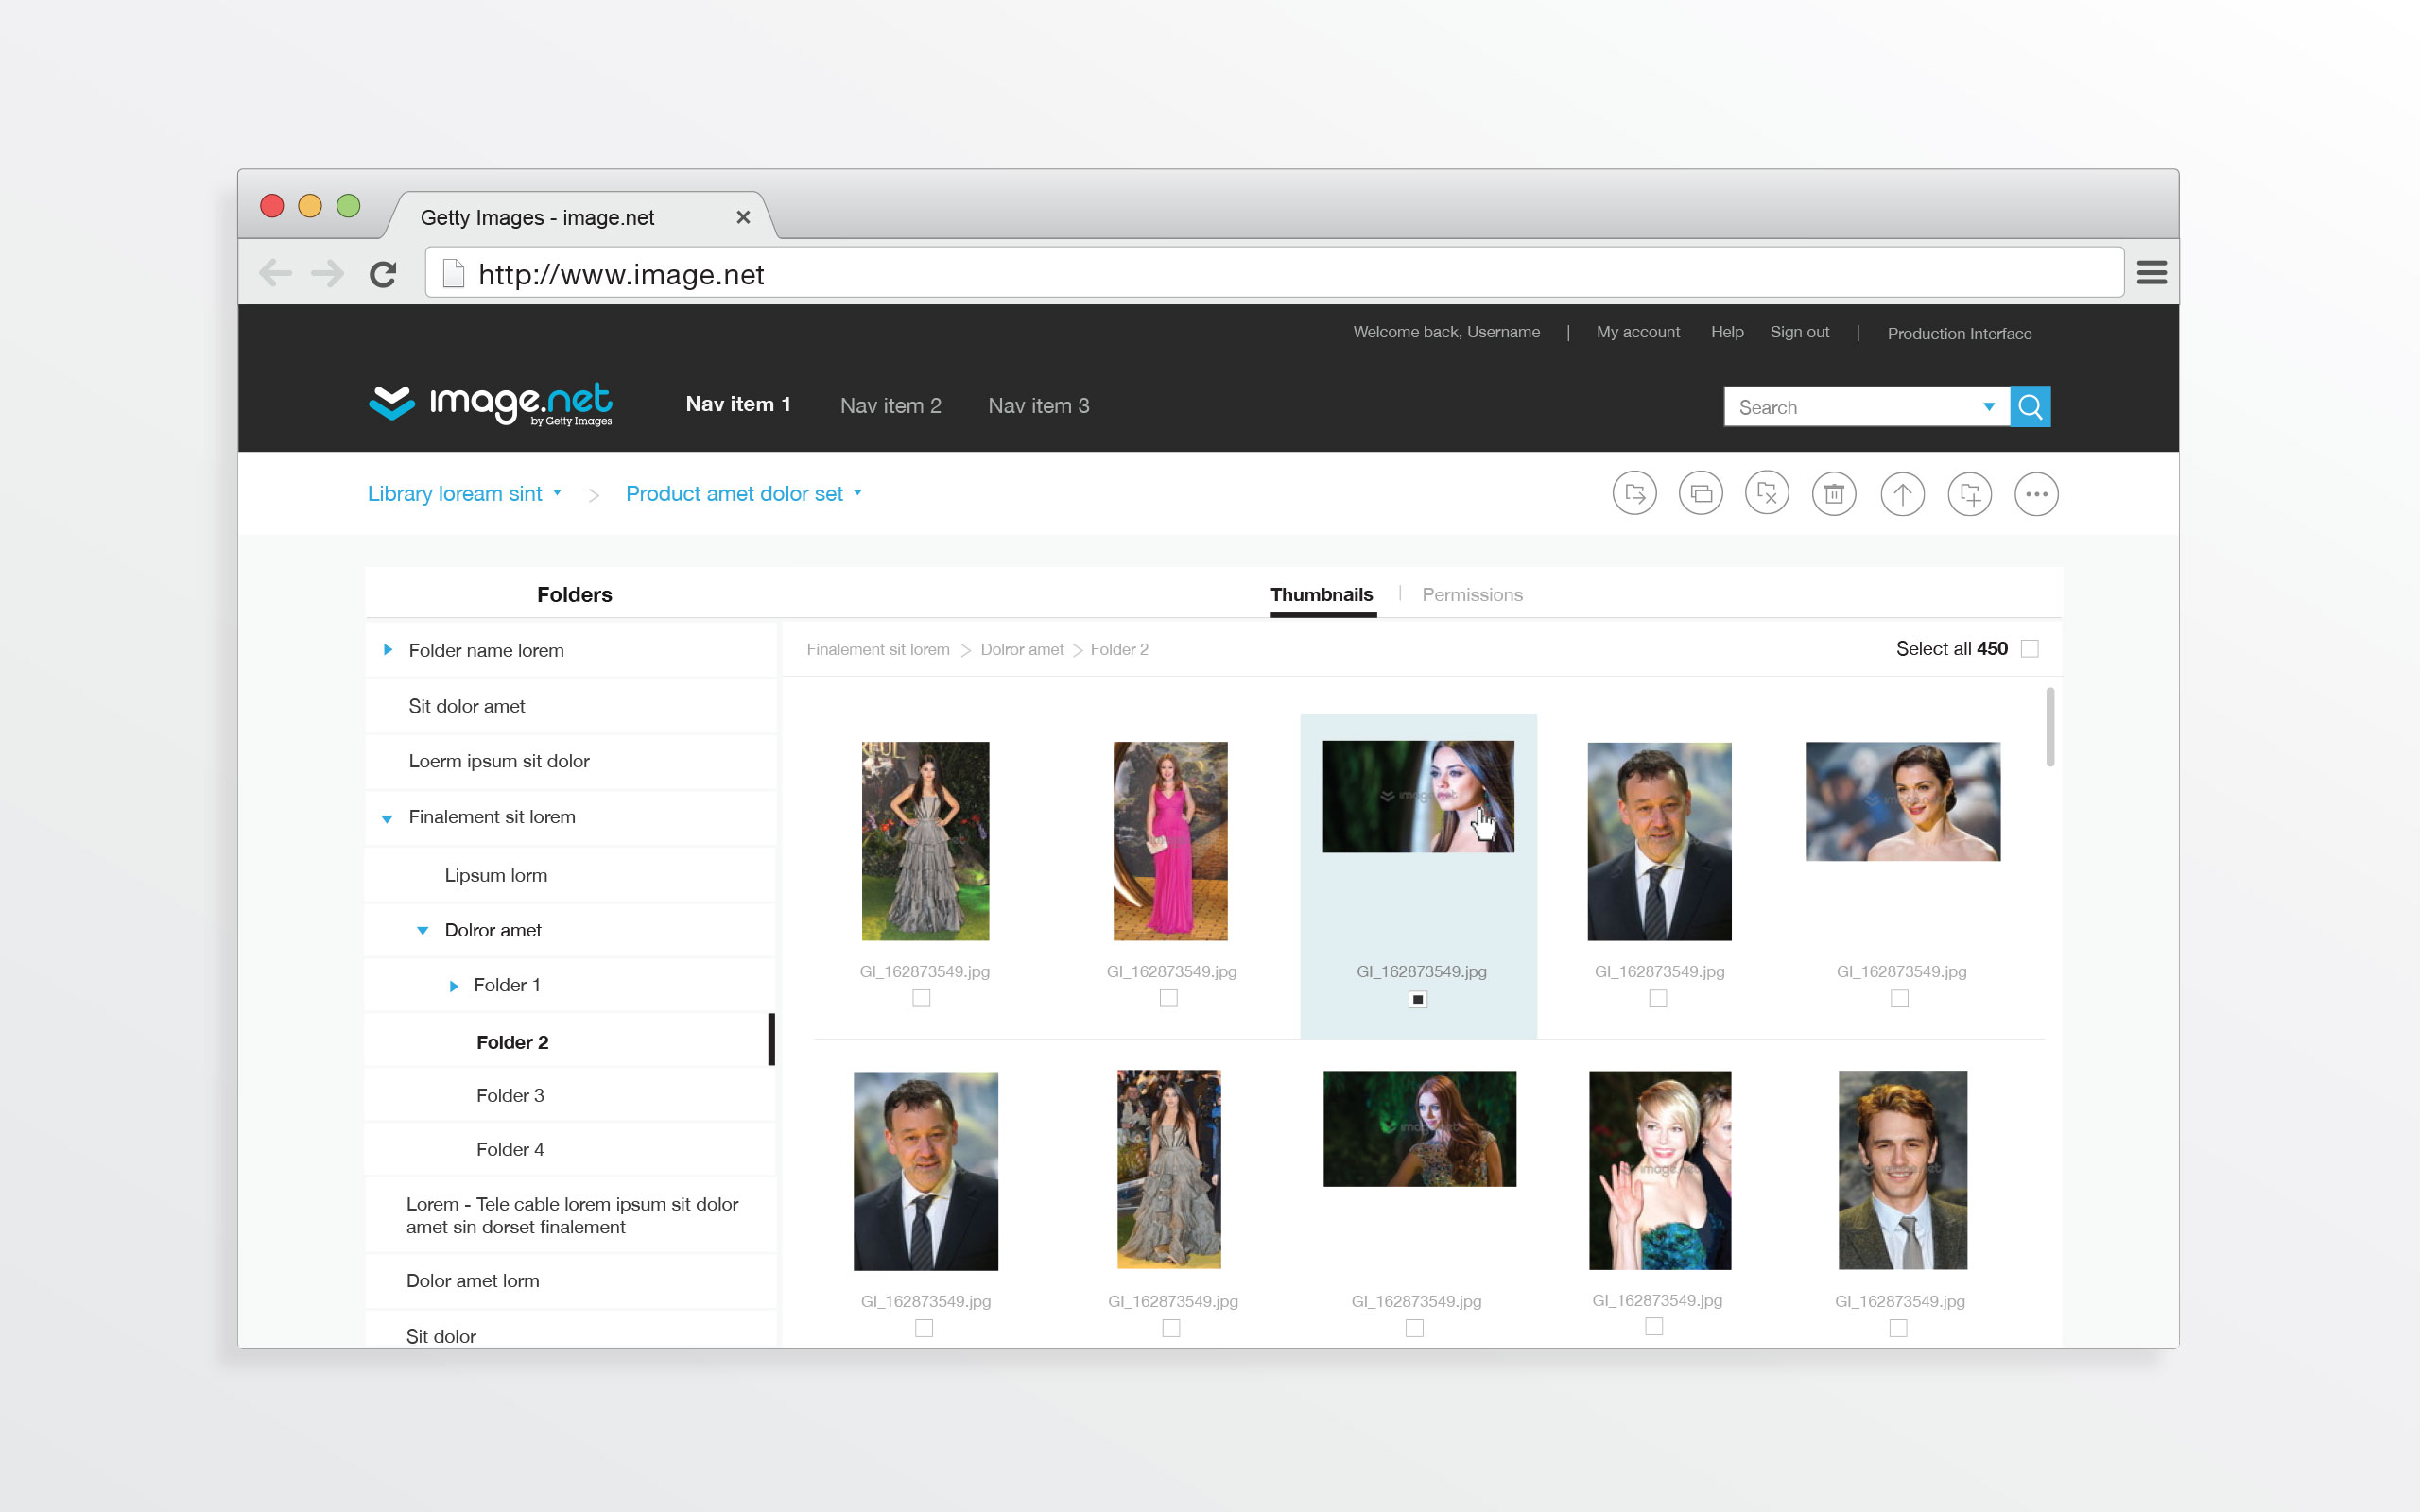 Getty Images - image.net
http://www.image.net
Welcome back, Username | My account Help Sign out | Production Interface
image.net
by Getty Images
Nav item 1 Nav item 2 Nav item 3
Search
Library loream sint > Product amet dolor set
Folders
Thumbnails | Permissions
Folder name lorem
Sit dolor amet
Loerm ipsum sit dolor
Finalement sit lorem
Lipsum lorm
Dolror amet
Folder 1
Folder 2
Folder 3
Folder 4
Lorem - Tele cable lorem ipsum sit dolor
amet sin dorset finalement
Dolor amet lorm
Sit dolor
Finalement sit lorem > Dolror amet > Folder 2
Select all 450
image.net
GI_162873549.jpg GI_162873549.jpg GI_162873549.jpg GI_162873549.jpg GI_162873549.jpg
image.net
image.net
GI_162873549.jpg GI_162873549.jpg GI_162873549.jpg GI_162873549.jpg GI_162873549.jpg